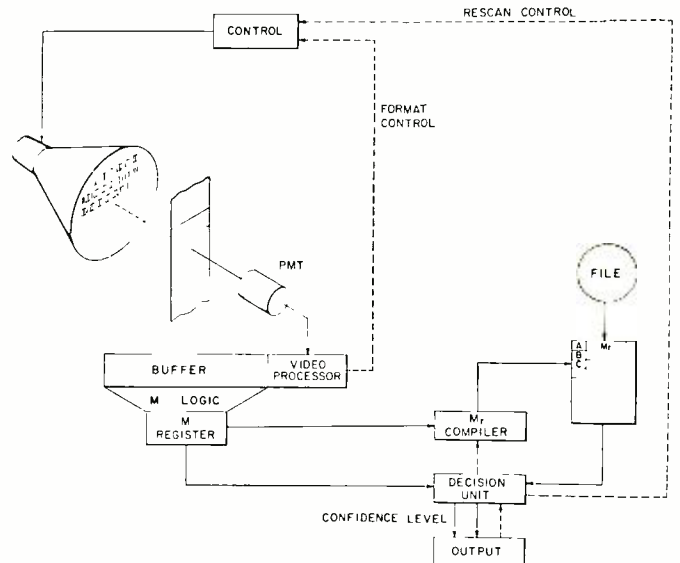 RESCAN CONTROL
CONTROL
FORMAT
CONTROL
PMT
FILE
A
B
C
Mr
BUFFER
VIDEO
PROCESSOR
M LOGIC
M
REGISTER
Mr
COMPILER
DECISION
UNIT
CONFIDENCE LEVEL
OUTPUT